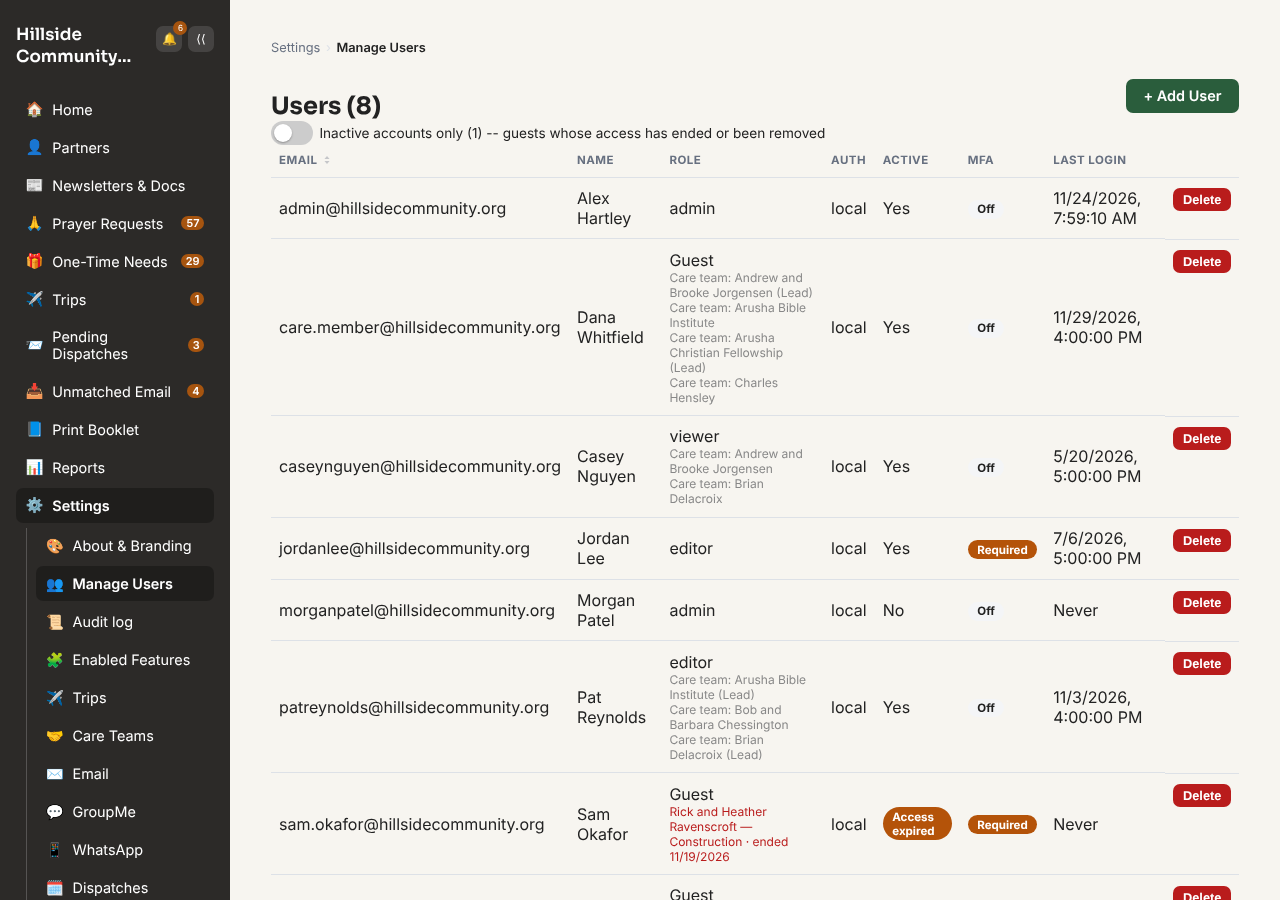 Hillside
Community...
6
⟨⟨
Home
Partners
Newsletters & Docs
Prayer Requests 57
One-Time Needs 29
Trips 1
Pending
Dispatches 3
Unmatched Email 4
Print Booklet
Reports
Settings
About & Branding
Manage Users
Audit log
Enabled Features
Trips
Care Teams
Email
GroupMe
WhatsApp
Dispatches
Settings › Manage Users
Users (8)
+ Add User
Inactive accounts only (1) -- guests whose access has ended or been removed
EMAIL NAME ROLE AUTH ACTIVE MFA LAST LOGIN
admin@hillsidecommunity.org
Alex
Hartley
admin
local
Yes
Off
11/24/2026,
7:59:10 AM
Delete
care.member@hillsidecommunity.org
Dana
Whitfield
Guest
Care team: Andrew and
Brooke Jorgensen (Lead)
Care team: Arusha Bible
Institute
Care team: Arusha
Christian Fellowship
(Lead)
Care team: Charles
Hensley
local
Yes
Off
11/29/2026,
4:00:00 PM
Delete
caseynguyen@hillsidecommunity.org
Casey
Nguyen
viewer
Care team: Andrew and
Brooke Jorgensen
Care team: Brian
Delacroix
local
Yes
Off
5/20/2026,
5:00:00 PM
Delete
jordanlee@hillsidecommunity.org
Jordan
Lee
editor
local
Yes
Required
7/6/2026,
5:00:00 PM
Delete
morganpatel@hillsidecommunity.org
Morgan
Patel
admin
local
No
Off
Never
Delete
patreynolds@hillsidecommunity.org
Pat
Reynolds
editor
Care team: Arusha Bible
Institute (Lead)
Care team: Bob and
Barbara Chessington
Care team: Brian
Delacroix (Lead)
local
Yes
Off
11/3/2026,
4:00:00 PM
Delete
sam.okafor@hillsidecommunity.org
Sam
Okafor
Guest
Rick and Heather
Ravenscroft —
Construction · ended
11/19/2026
local
Access
expired
Required
Never
Delete
Guest
Delete